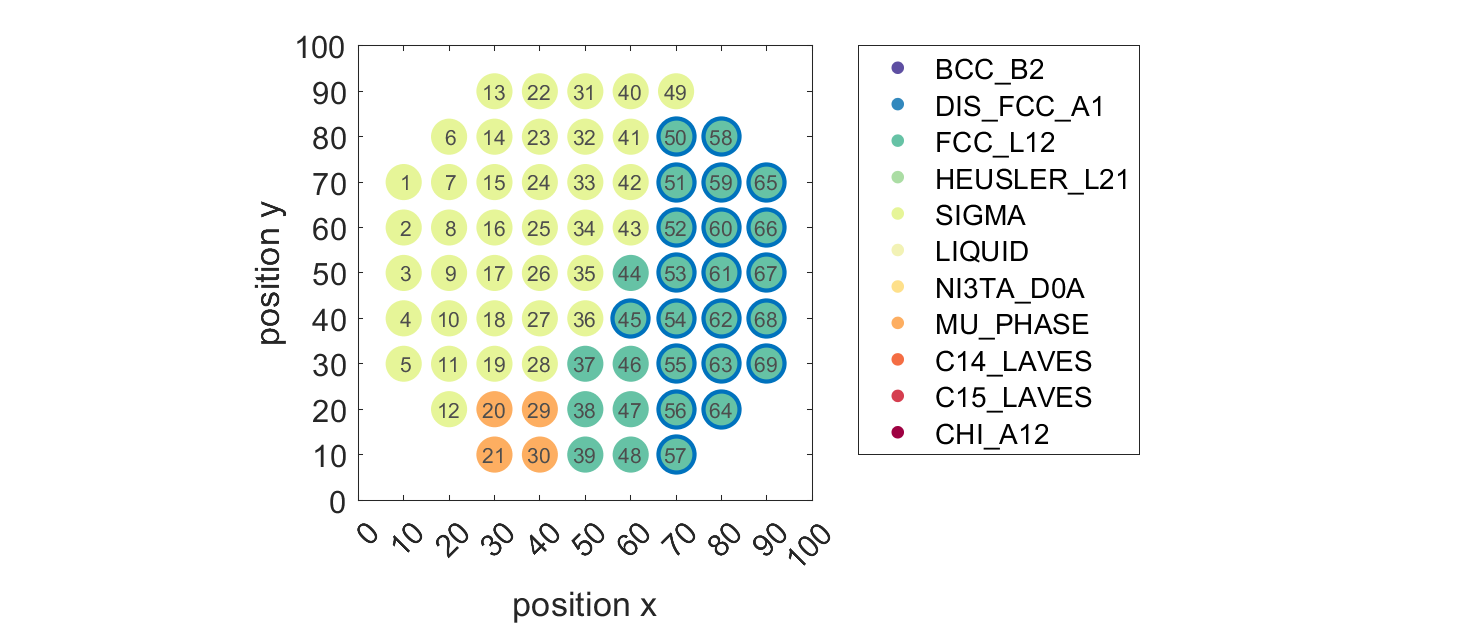 100
90
80
70
60
50
40
30
20
10
0
position y
13 22 31 40 49
6 14 23 32 41 50 58
1 7 15 24 33 42 51 59 65
2 8 16 25 34 43 52 60 66
3 9 17 26 35 44 53 61 67
4 10 18 27 36 45 54 62 68
5 11 19 28 37 46 55 63 69
12 20 29 38 47 56 64
21 30 39 48 57
0 10 20 30 40 50 60 70 80 90 100
position x
BCC_B2
DIS_FCC_A1
FCC_L12
HEUSLER_L21
SIGMA
LIQUID
NI3TA_D0A
MU_PHASE
C14_LAVES
C15_LAVES
CHI_A12